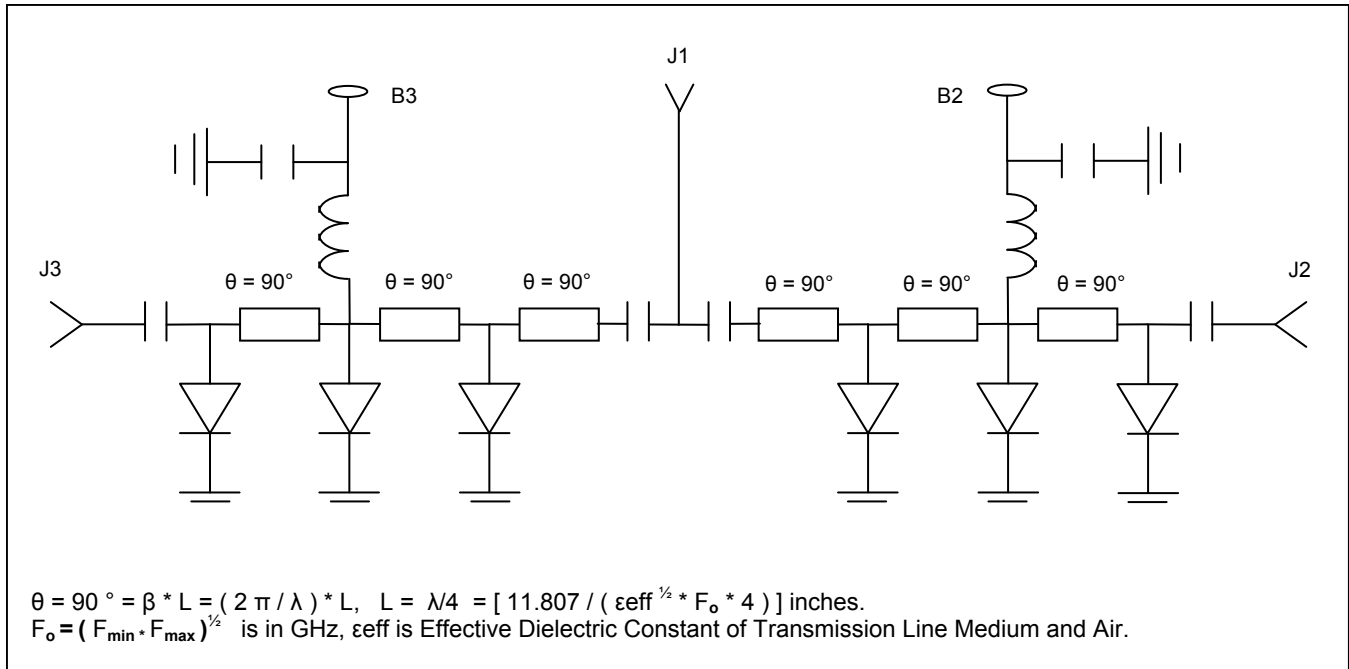 J1
B3
B2
J3
θ = 90 °
θ = 90 °
θ = 90 °
θ = 90 °
θ = 90 °
θ = 90 °
J2
θ = 90 ° = β * L = ( 2 π / λ ) * L, L = λ/4 = [ 11.807 / ( εeff ^½ * Fₒ * 4 ) ] inches.
Fₒ = ( Fmin * Fmax )^½ is in GHz, εeff is Effective Dielectric Constant of Transmission Line Medium and Air.